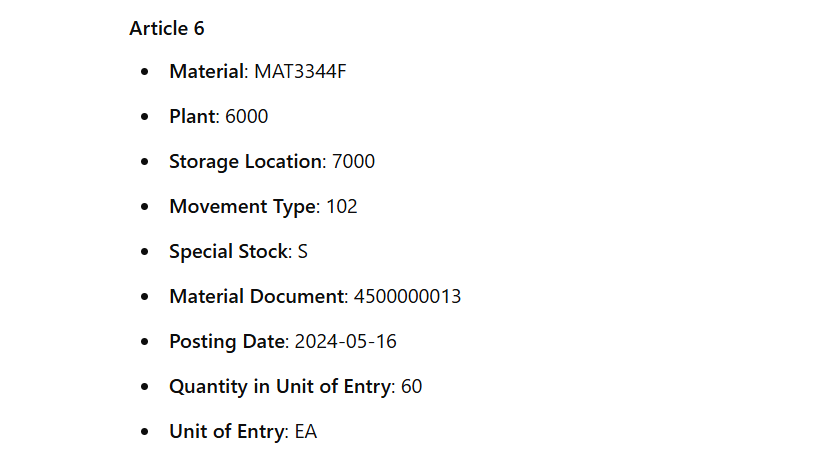 Article 6
• Material: MAT3344F
• Plant: 6000
• Storage Location: 7000
• Movement Type: 102
• Special Stock: S
• Material Document: 4500000013
• Posting Date: 2024-05-16
• Quantity in Unit of Entry: 60
• Unit of Entry: EA